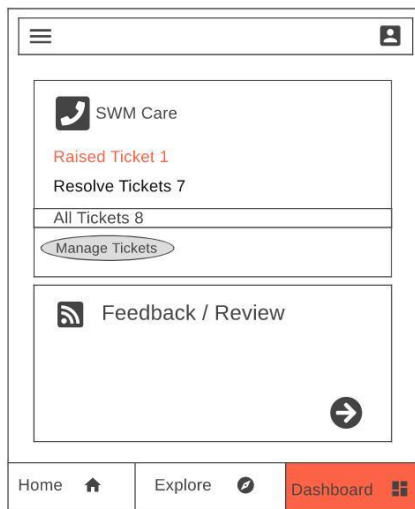 SWM Care
Raised Ticket 1
Resolve Tickets 7
All Tickets 8
Manage Tickets
Feedback / Review
Home
Explore
Dashboard